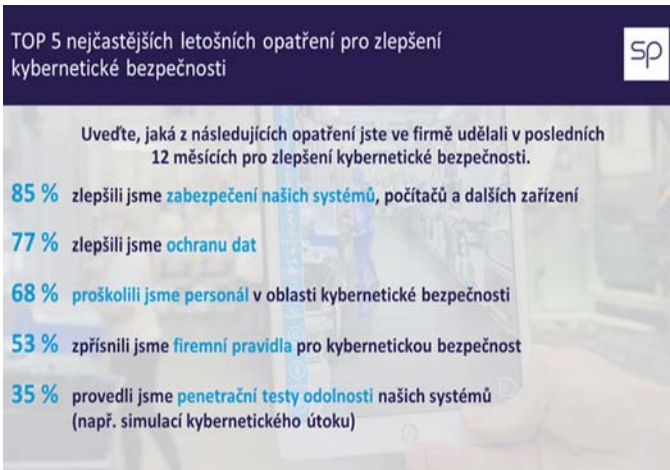 TOP 5 nejčastějších letošních opatření pro zlepšení
kybernetické bezpečnosti
sp
Uveďte, jaká z následujících opatření jste ve firmě udělali v posledních
12 měsících pro zlepšení kybernetické bezpečnosti.
85 % zlepšili jsme zabezpečení našich systémů, počítačů a dalších zařízení
77 % zlepšili jsme ochranu dat
68 % proškolili jsme personál v oblasti kybernetické bezpečnosti
53 % zpřísnili jsme firemní pravidla pro kybernetickou bezpečnost
35 % provedli jsme penetrační testy odolnosti našich systémů
(např. simulací kybernetického útoku)